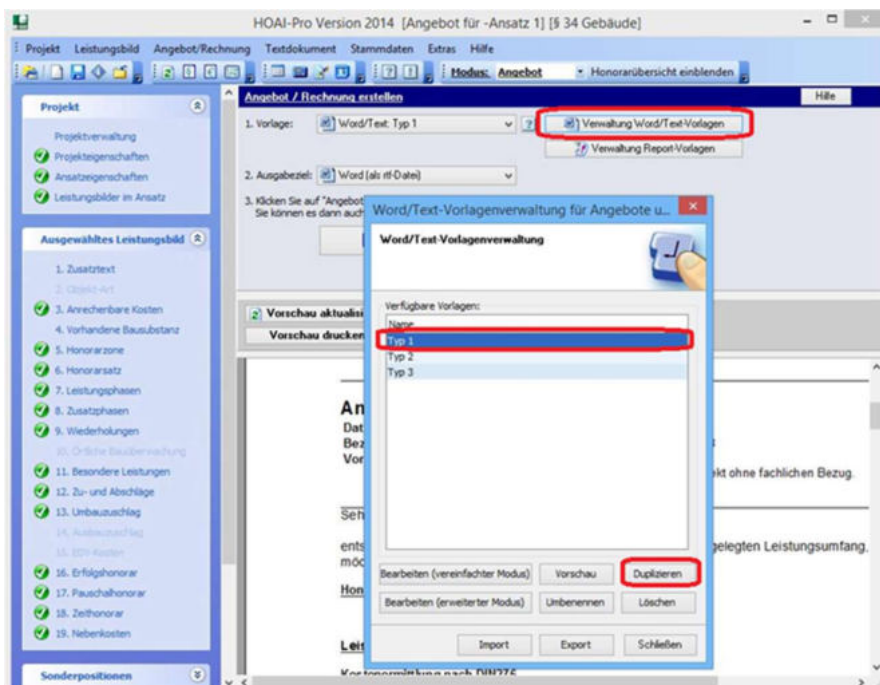 HOAI-Pro Version 2014 [Angebot für -Ansatz 1] [§ 34 Gebäude]
Projekt Leistungsbild Angebot/Rechnung Textdokument Stammdaten Extras Hilfe
Modus: Angebot Honorarübersicht einblenden
Projekt
Projektverwaltung
Projekteigenschaften
Ansatzeigenschaften
Leistungsbilder im Ansatz
Ausgewähltes Leistungsbild
1. Zusatztext
2. Objekt-Art
3. Anrechenbare Kosten
4. Vorhandene Bausubstanz
5. Honorarzone
6. Honorarsatz
7. Leistungsphasen
8. Zusatzphasen
9. Wiederholungen
10. Örtliche Bauüberwachung
11. Besondere Leistungen
12. Zu- und Abschläge
13. Umbauzuschlag
14. Ausbauzuschlag
15. EDV-Kosten
16. Erfolgshonorar
17. Pauschalhonorar
18. Zeithonorar
19. Nebenkosten
Sonderpositionen
Angebot / Rechnung erstellen
Hilfe
1. Vorlage: Word/Text: Typ 1 ? Verwaltung Word/Text-Vorlagen
Verwaltung Report-Vorlagen
2. Ausgabeziel: Word (als rtf-Datei)
3. Klicken Sie auf "Angebot
Sie können es dann auch
Vorschau aktualisi
Vorschau drucken
An
Dat
Bez
Vor
ekt ohne fachlichen Bezug.
Seh
ents
gelegten Leistungsumfang,
möc
Hon
Leis
Kostenermittlung nach DIN276
Word/Text-Vorlagenverwaltung für Angebote u...
Word/Text-Vorlagenverwaltung
Verfügbare Vorlagen:
Name
Typ 1
Typ 2
Typ 3
Bearbeiten (vereinfachter Modus) Vorschau Duplizieren
Bearbeiten (erweiterter Modus) Umbenennen Löschen
Import Export Schließen